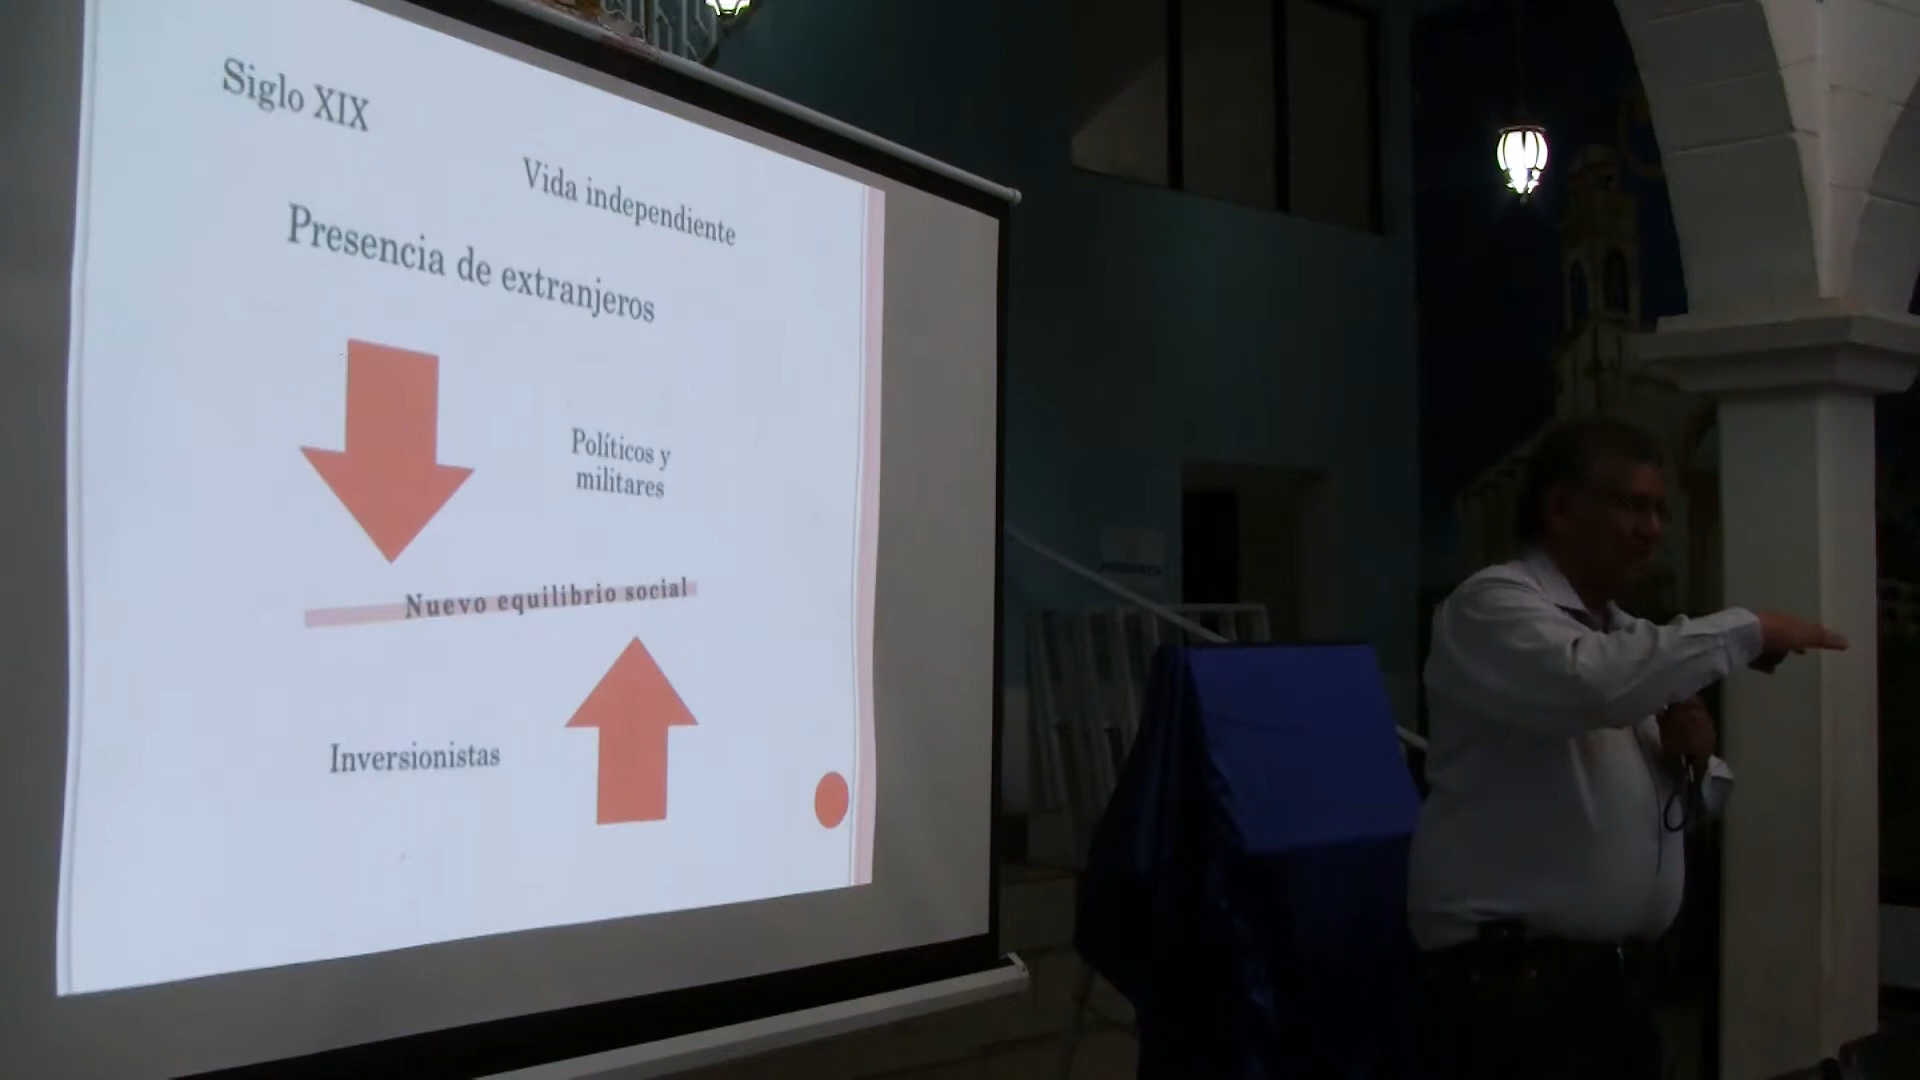 Siglo XIX
Vida independiente
Presencia de extranjeros
Políticos y
militares
Nuevo equilibrio social
Inversionistas